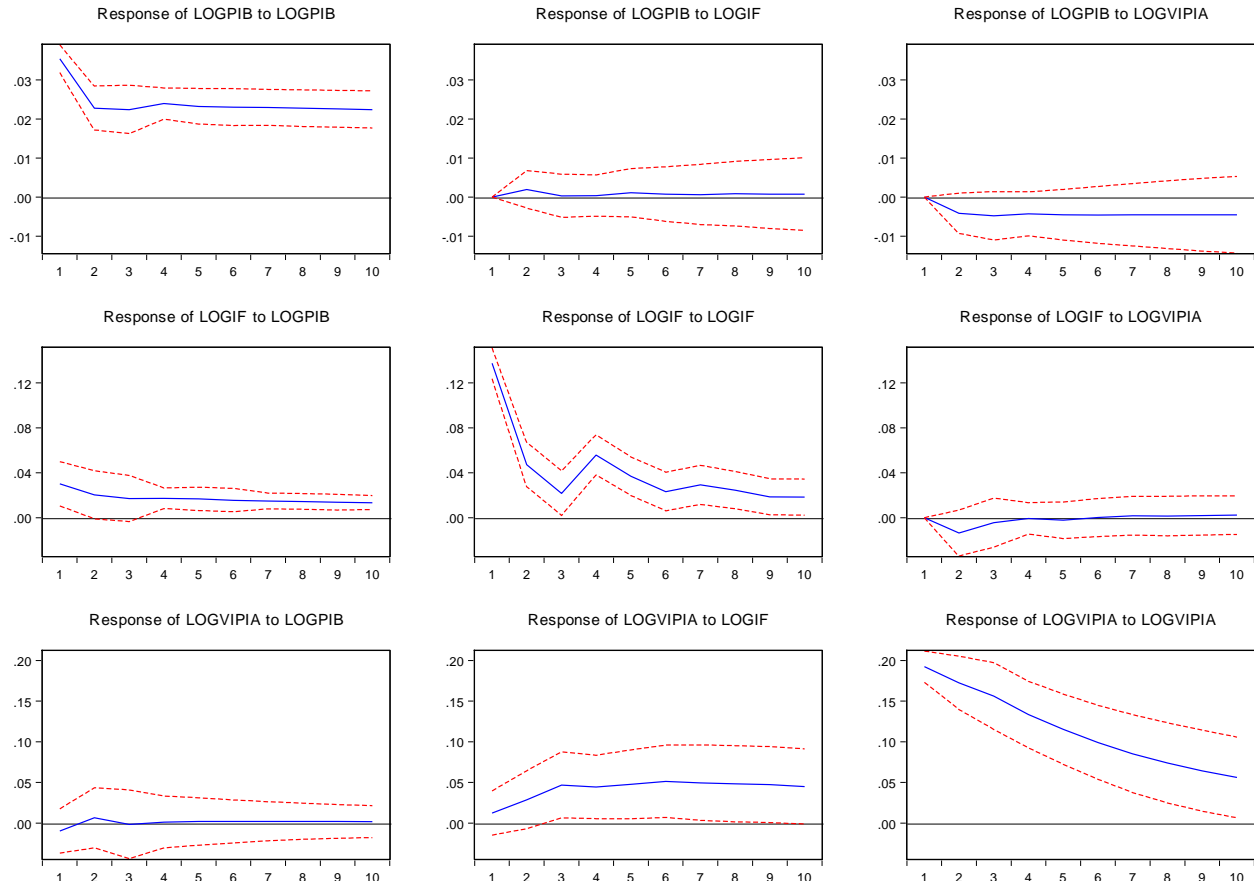 Response of LOGPIB to LOGPIB
Response of LOGPIB to LOGIF
Response of LOGPIB to LOGVIPIA
.03
.02
.01
.00
-.01
1 2 3 4 5 6 7 8 9 10
.03
.02
.01
.00
-.01
1 2 3 4 5 6 7 8 9 10
.03
.02
.01
.00
-.01
1 2 3 4 5 6 7 8 9 10
Response of LOGIF to LOGPIB
Response of LOGIF to LOGIF
Response of LOGIF to LOGVIPIA
.12
.08
.04
.00
1 2 3 4 5 6 7 8 9 10
.12
.08
.04
.00
1 2 3 4 5 6 7 8 9 10
.12
.08
.04
.00
1 2 3 4 5 6 7 8 9 10
Response of LOGVIPIA to LOGPIB
Response of LOGVIPIA to LOGIF
Response of LOGVIPIA to LOGVIPIA
.20
.15
.10
.05
.00
1 2 3 4 5 6 7 8 9 10
.20
.15
.10
.05
.00
1 2 3 4 5 6 7 8 9 10
.20
.15
.10
.05
.00
1 2 3 4 5 6 7 8 9 10